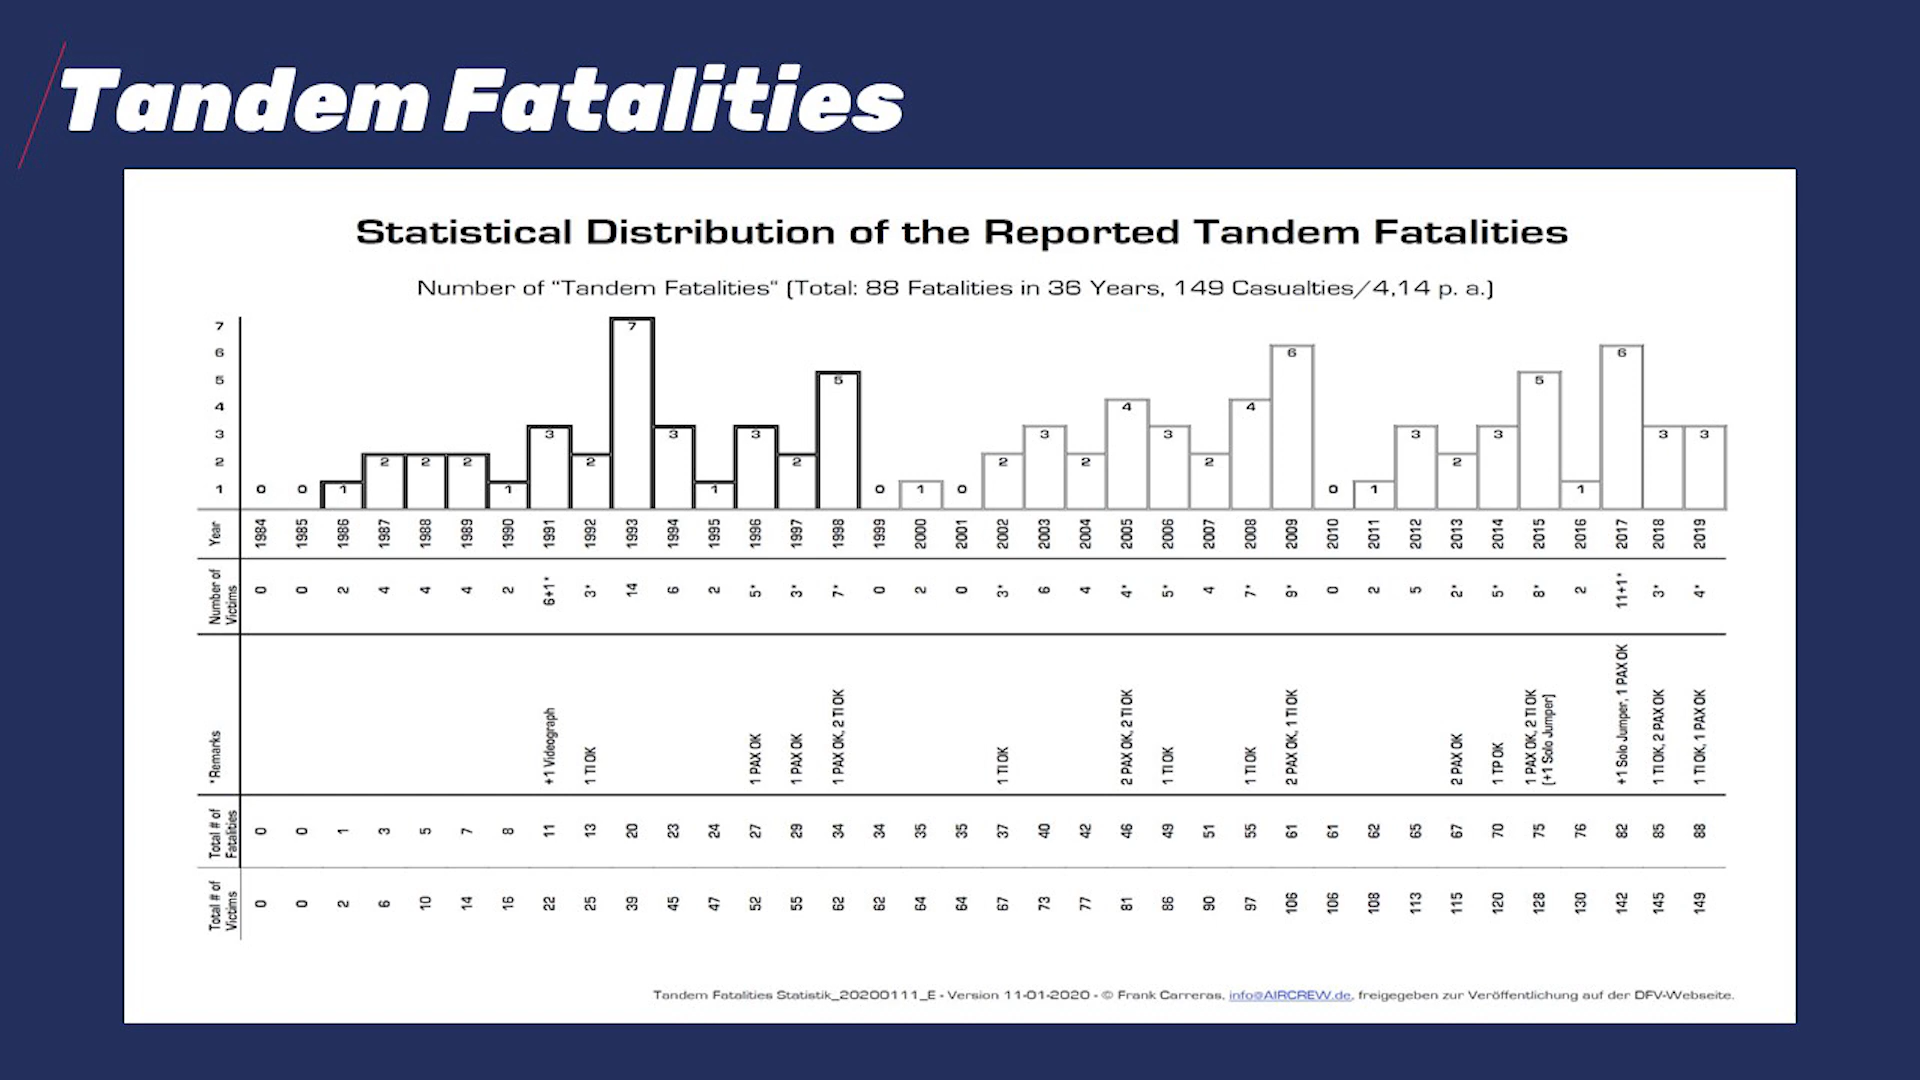 Tandem Fatalities
Statistical Distribution of the Reported Tandem Fatalities
Number of "Tandem Fatalities" (Total: 88 Fatalities in 36 Years, 149 Casualties/4,14 p. a.)
7 6 5 4 3 2 1
0 0 1 2 2 2 1 3 2 7 3 1 3 2 5 0 1 0 2 3 2 4 3 2 4 6 0 1 3 2 3 5 1 6 3 3
Year 1984 1985 1986 1987 1988 1989 1990 1991 1992 1993 1994 1995 1996 1997 1998 1999 2000 2001 2002 2003 2004 2005 2006 2007 2008 2009 2010 2011 2012 2013 2014 2015 2016 2017 2018 2019
Number of Victims 0 0 2 4 4 4 2 6+1* 3* 14 6 2 5* 3* 7* 0 2 0 3* 6 4 4* 5* 4 7* 9* 0 2 5 2* 5* 8* 2 11+1* 3* 4*
*Remarks
+1 Videograph
1 TI OK
1 PAX OK
1 PAX OK
1 PAX OK, 2 TI OK
1 TI OK
2 PAX OK, 2 TI OK
1 TI OK
1 TI OK
2 PAX OK, 1 TI OK
2 PAX OK
1 TP OK
1 PAX OK, 2 TI OK
(+1 Solo Jumper)
+1 Solo Jumper, 1 PAX OK
1 TI OK, 2 PAX OK
1 TI OK, 1 PAX OK
Total # of Fatalities 0 0 1 3 5 7 8 11 13 20 23 24 27 29 34 34 35 35 37 40 42 46 49 51 55 61 61 62 65 67 70 75 76 82 85 88
Total # of Victims 0 0 2 6 10 14 16 22 25 39 45 47 52 55 62 62 64 64 67 73 77 81 86 90 97 106 106 108 113 115 120 128 130 142 145 149
Tandem Fatalities Statistik_20200111_E - Version 11-01-2020 - © Frank Carreras, info@AIRCREW.de, freigegeben zur Veröffentlichung auf der DFV-Webseite.